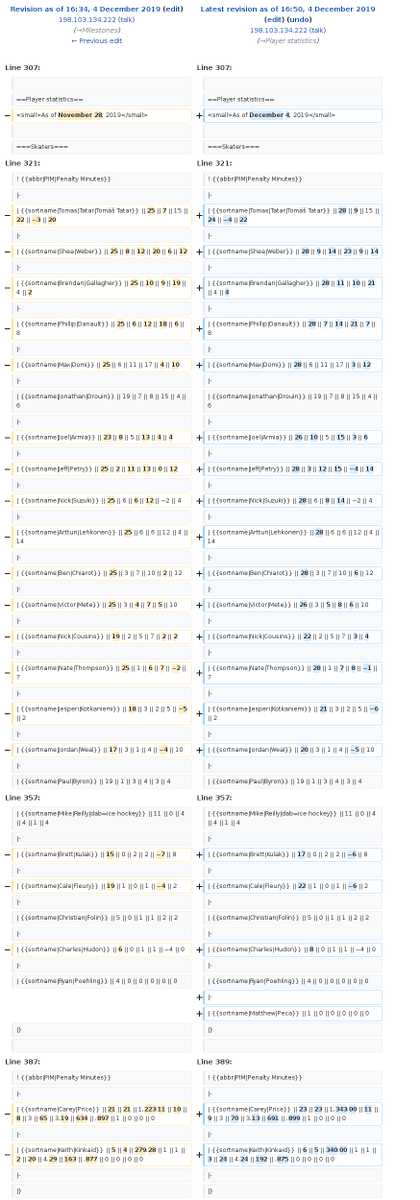 Revision as of 16:34, 4 December 2019 (edit)
198.103.134.222 (talk)
(→Milestones)
← Previous edit
Line 307:
==Player statistics==
− <small>As of November 28, 2019</small>
===Skaters===
Line 321:
! {{abbr|PIM|Penalty Minutes}}
|-
− | {{sortname|Tomas|Tatar|Tomáš Tatar}} || 25 || 7 || 15 ||
22 || −3 || 20
|-
− | {{sortname|Shea|Weber}} || 25 || 8 || 12 || 20 || 6 || 12
|-
− | {{sortname|Brendan|Gallagher}} || 25 || 10 || 9 || 19 ||
4 || 2
|-
− | {{sortname|Phillip|Danault}} || 25 || 6 || 12 || 18 || 6 ||
8
|-
− | {{sortname|Max|Domi}} || 25 || 6 || 11 || 17 || 4 || 10
|-
| {{sortname|Jonathan|Drouin}} || 19 || 7 || 8 || 15 || 4 ||
6
|-
− | {{sortname|Joel|Armia}} || 23 || 8 || 5 || 13 || 4 || 4
|-
− | {{sortname|Jeff|Petry}} || 25 || 2 || 11 || 13 || 0 || 12
|-
− | {{sortname|Nick|Suzuki}} || 25 || 6 || 6 || 12 || −2 || 4
|-
− | {{sortname|Artturi|Lehkonen}} || 25 || 6 || 6 || 12 || 4 ||
14
|-
− | {{sortname|Ben|Chiarot}} || 25 || 3 || 7 || 10 || 2 || 12
|-
− | {{sortname|Victor|Mete}} || 25 || 3 || 4 || 7 || 5 || 10
|-
− | {{sortname|Nick|Cousins}} || 19 || 2 || 5 || 7 || 2 || 2
|-
− | {{sortname|Nate|Thompson}} || 25 || 1 || 6 || 7 || −2 ||
7
|-
− | {{sortname|Jesperi|Kotkaniemi}} || 18 || 3 || 2 || 5 || −5
|| 2
|-
− | {{sortname|Jordan|Weal}} || 17 || 3 || 1 || 4 || −4 || 10
|-
| {{sortname|Paul|Byron}} || 19 || 1 || 3 || 4 || 3 || 4
Line 357:
| {{sortname|Mike|Reilly|dab=ice hockey}} || 11 || 0 || 4
|| 4 || 1 || 4
|-
− | {{sortname|Brett|Kulak}} || 15 || 0 || 2 || 2 || −7 || 8
|-
− | {{sortname|Cale|Fleury}} || 19 || 1 || 0 || 1 || −4 || 2
|-
| {{sortname|Christian|Folin}} || 5 || 0 || 1 || 1 || 2 || 2
|-
− | {{sortname|Charles|Hudon}} || 6 || 0 || 1 || 1 || −4 || 0
|-
| {{sortname|Ryan|Poehling}} || 4 || 0 || 0 || 0 || 0 || 0
|}
Line 387:
! {{abbr|PIM|Penalty Minutes}}
|-
− | {{sortname|Carey|Price}} || 21 || 21 || 1,223:11 || 10 ||
8 || 3 || 65 || 3.19 || 634 || .897 || 1 || 0 || 0 || 0
|-
− | {{sortname|Keith|Kinkaid}} || 5 || 4 || 279:28 || 1 || 1 ||
2 || 20 || 4.29 || 163 || .877 || 0 || 0 || 0 || 0
|-
|}
Latest revision as of 16:50, 4 December 2019
(edit) (undo)
198.103.134.222 (talk)
(→Player statistics)
Line 307:
==Player statistics==
+ <small>As of December 4, 2019</small>
===Skaters===
Line 321:
! {{abbr|PIM|Penalty Minutes}}
|-
+ | {{sortname|Tomas|Tatar|Tomáš Tatar}} || 28 || 9 || 15 ||
24 || −4 || 22
|-
+ | {{sortname|Shea|Weber}} || 28 || 9 || 14 || 23 || 9 || 14
|-
+ | {{sortname|Brendan|Gallagher}} || 28 || 11 || 10 || 21
|| 4 || 4
|-
+ | {{sortname|Phillip|Danault}} || 28 || 7 || 14 || 21 || 7 ||
8
|-
+ | {{sortname|Max|Domi}} || 28 || 6 || 11 || 17 || 3 || 12
|-
| {{sortname|Jonathan|Drouin}} || 19 || 7 || 8 || 15 || 4 ||
6
|-
+ | {{sortname|Joel|Armia}} || 26 || 10 || 5 || 15 || 3 || 6
|-
+ | {{sortname|Jeff|Petry}} || 28 || 3 || 12 || 15 || −4 || 14
|-
+ | {{sortname|Nick|Suzuki}} || 28 || 6 || 8 || 14 || −2 || 4
|-
+ | {{sortname|Artturi|Lehkonen}} || 28 || 6 || 6 || 12 || 4 ||
14
|-
+ | {{sortname|Ben|Chiarot}} || 28 || 3 || 7 || 10 || 6 || 12
|-
+ | {{sortname|Victor|Mete}} || 26 || 3 || 5 || 8 || 6 || 10
|-
+ | {{sortname|Nick|Cousins}} || 22 || 2 || 5 || 7 || 3 || 4
|-
+ | {{sortname|Nate|Thompson}} || 28 || 1 || 7 || 8 || −1 ||
7
|-
+ | {{sortname|Jesperi|Kotkaniemi}} || 21 || 3 || 2 || 5 || −6
|| 2
|-
+ | {{sortname|Jordan|Weal}} || 20 || 3 || 1 || 4 || −5 || 10
|-
| {{sortname|Paul|Byron}} || 19 || 1 || 3 || 4 || 3 || 4
Line 357:
| {{sortname|Mike|Reilly|dab=ice hockey}} || 11 || 0 || 4
|| 4 || 1 || 4
|-
+ | {{sortname|Brett|Kulak}} || 17 || 0 || 2 || 2 || −6 || 8
|-
+ | {{sortname|Cale|Fleury}} || 22 || 1 || 0 || 1 || −6 || 2
|-
| {{sortname|Christian|Folin}} || 5 || 0 || 1 || 1 || 2 || 2
|-
+ | {{sortname|Charles|Hudon}} || 8 || 0 || 1 || 1 || −4 || 0
|-
| {{sortname|Ryan|Poehling}} || 4 || 0 || 0 || 0 || 0 || 0
+ |-
+ | {{sortname|Matthew|Peca}} || 1 || 0 || 0 || 0 || 0 || 0
|}
Line 389:
! {{abbr|PIM|Penalty Minutes}}
|-
+ | {{sortname|Carey|Price}} || 23 || 23 || 1,343:00 || 11 ||
9 || 3 || 70 || 3.13 || 691 || .899 || 1 || 0 || 0 || 0
|-
+ | {{sortname|Keith|Kinkaid}} || 6 || 5 || 340:00 || 1 || 1
|| 3 || 24 || 4.24 || 192 || .875 || 0 || 0 || 0 || 0
|-
|}